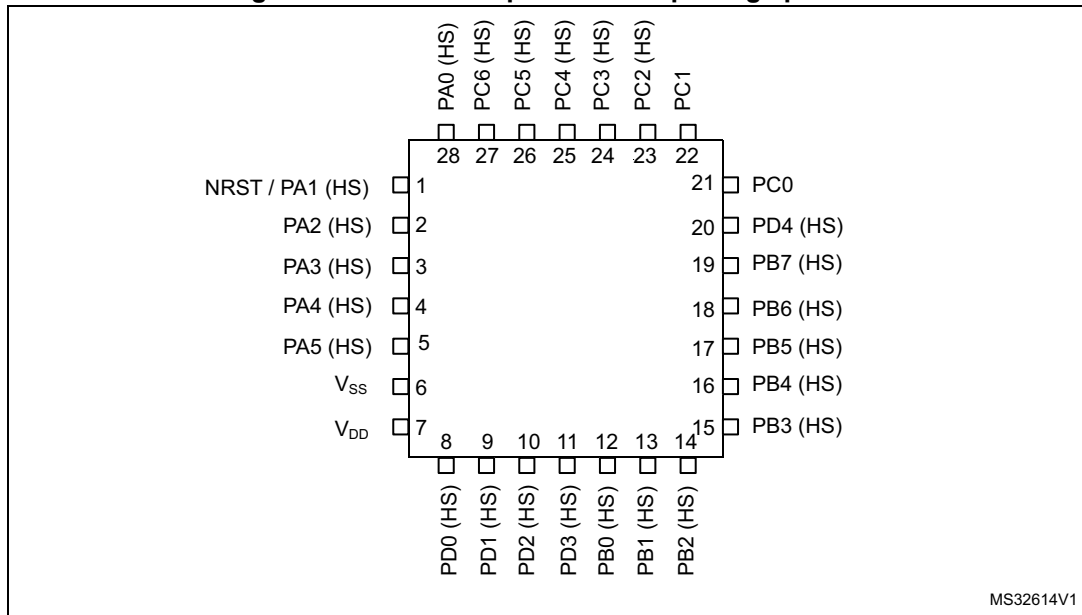 PA0 (HS)
PC6 (HS)
PC5 (HS)
PC4 (HS)
PC3 (HS)
PC2 (HS)
PC1
28 27 26 25 24 23 22
NRST / PA1 (HS) 1
PA2 (HS) 2
PA3 (HS) 3
PA4 (HS) 4
PA5 (HS) 5
VSS 6
VDD 7
21 PC0
20 PD4 (HS)
19 PB7 (HS)
18 PB6 (HS)
17 PB5 (HS)
16 PB4 (HS)
15 PB3 (HS)
8 9 10 11 12 13 14
PD0 (HS)
PD1 (HS)
PD2 (HS)
PD3 (HS)
PB0 (HS)
PB1 (HS)
PB2 (HS)
MS32614V1